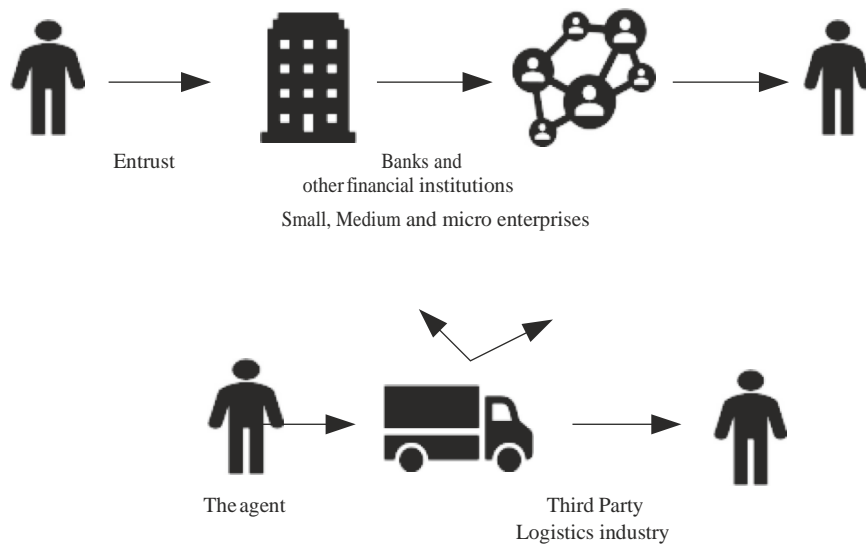 Entrust
Banks and
other financial institutions
Small, Medium and micro enterprises
The agent
Third Party
Logistics industry